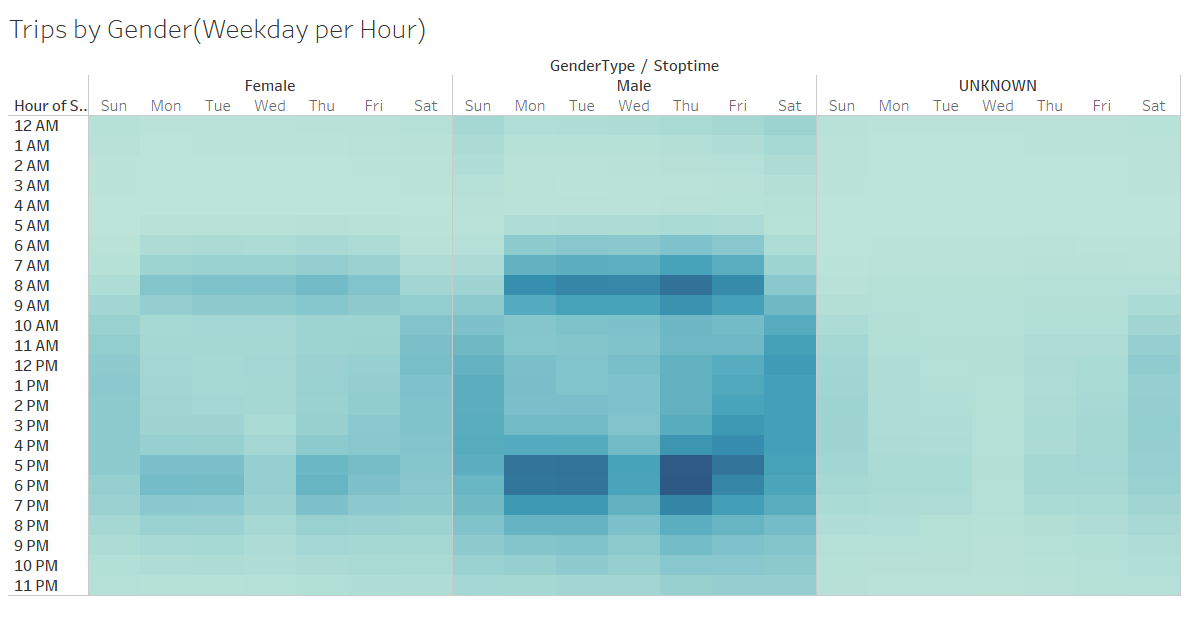 Trips by Gender(Weekday per Hour)
GenderType / Stoptime
Female Male UNKNOWN
Hour of S.. Sun Mon Tue Wed Thu Fri Sat Sun Mon Tue Wed Thu Fri Sat Sun Mon Tue Wed Thu Fri Sat
12 AM
1 AM
2 AM
3 AM
4 AM
5 AM
6 AM
7 AM
8 AM
9 AM
10 AM
11 AM
12 PM
1 PM
2 PM
3 PM
4 PM
5 PM
6 PM
7 PM
8 PM
9 PM
10 PM
11 PM